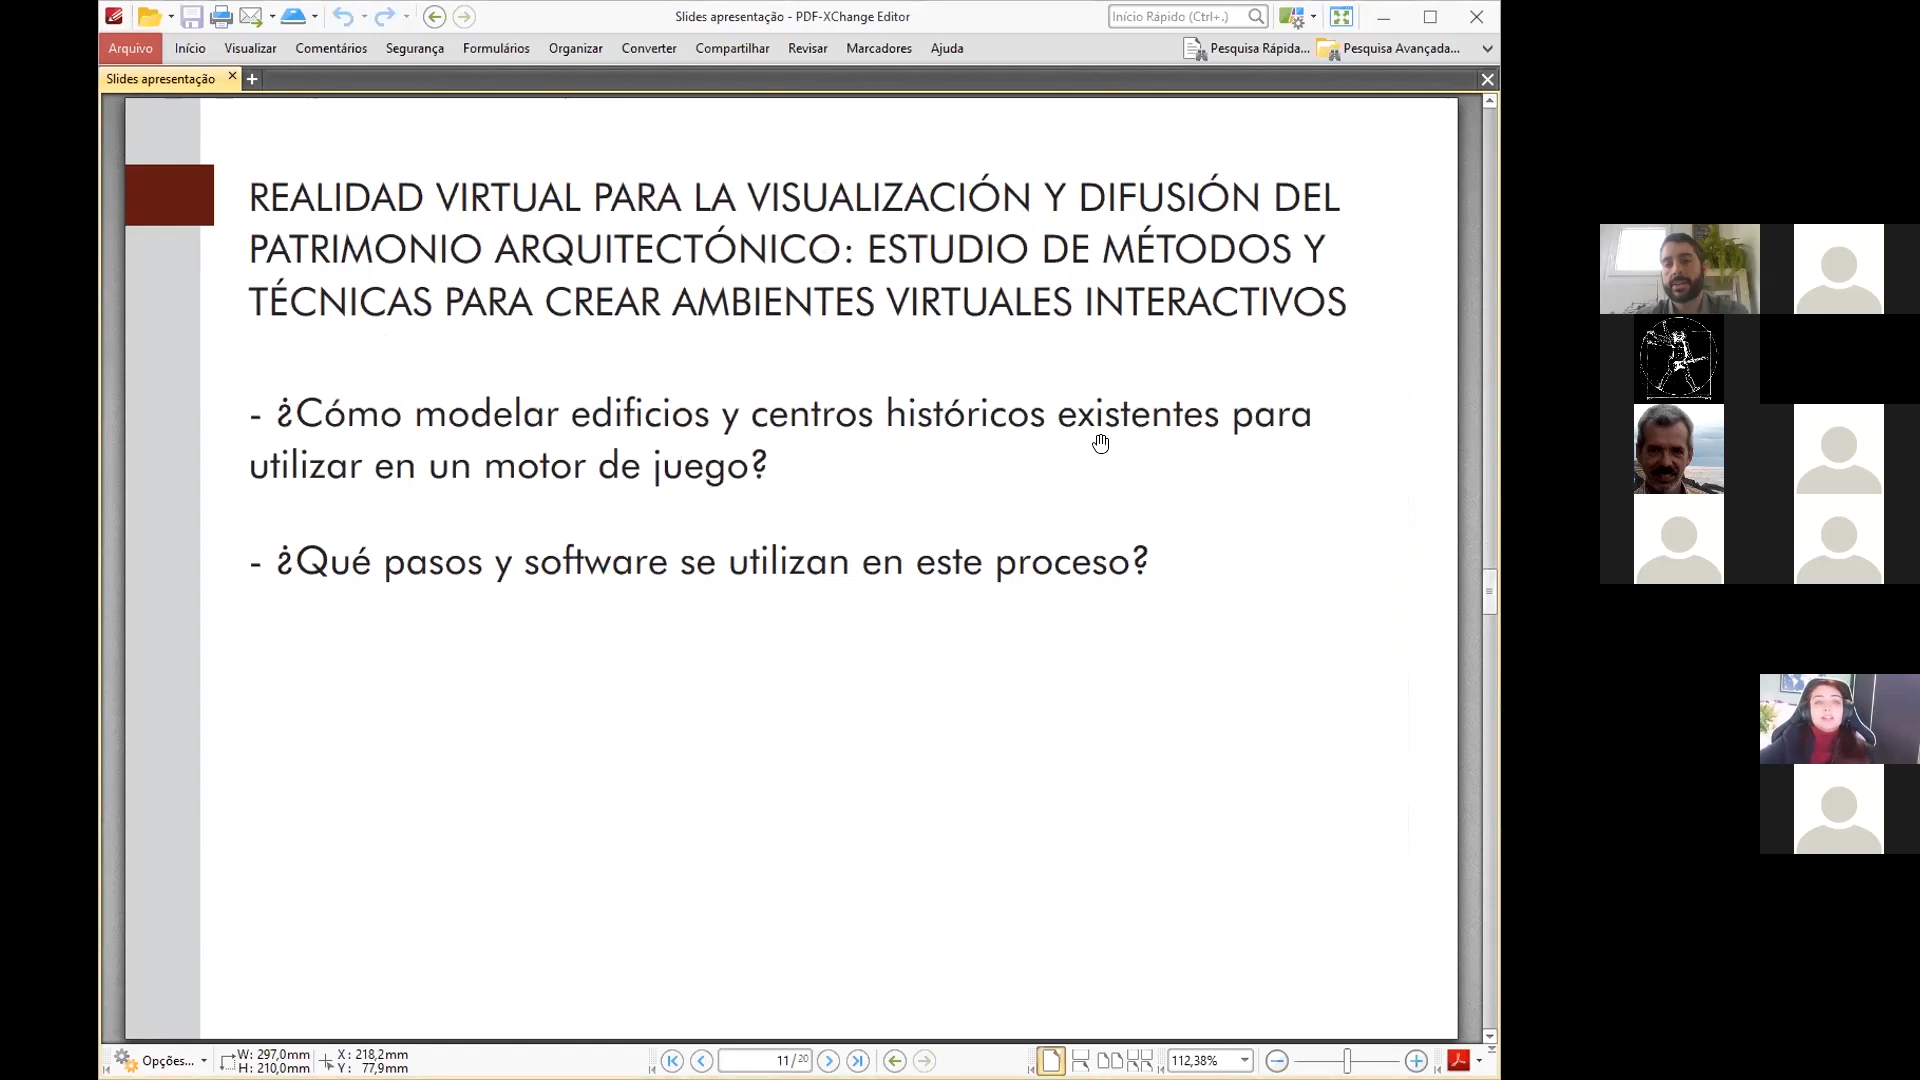 Slides apresentação - PDF-XChange Editor
Início Rápido (Ctrl+.)
Arquivo Início Visualizar Comentários Segurança Formulários Organizar Converter Compartilhar Revisar Marcadores Ajuda Pesquisa Rápida... Pesquisa Avançada...
Slides apresentação
REALIDAD VIRTUAL PARA LA VISUALIZACIÓN Y DIFUSIÓN DEL
PATRIMONIO ARQUITECTÓNICO: ESTUDIO DE MÉTODOS Y
TÉCNICAS PARA CREAR AMBIENTES VIRTUALES INTERACTIVOS
- ¿Cómo modelar edificios y centros históricos existentes para
utilizar en un motor de juego?
- ¿Qué pasos y software se utilizan en este proceso?
Opções... W: 297,0mm X: 218,2mm 11/20 112,38%
H: 210,0mm Y: 77,9mm